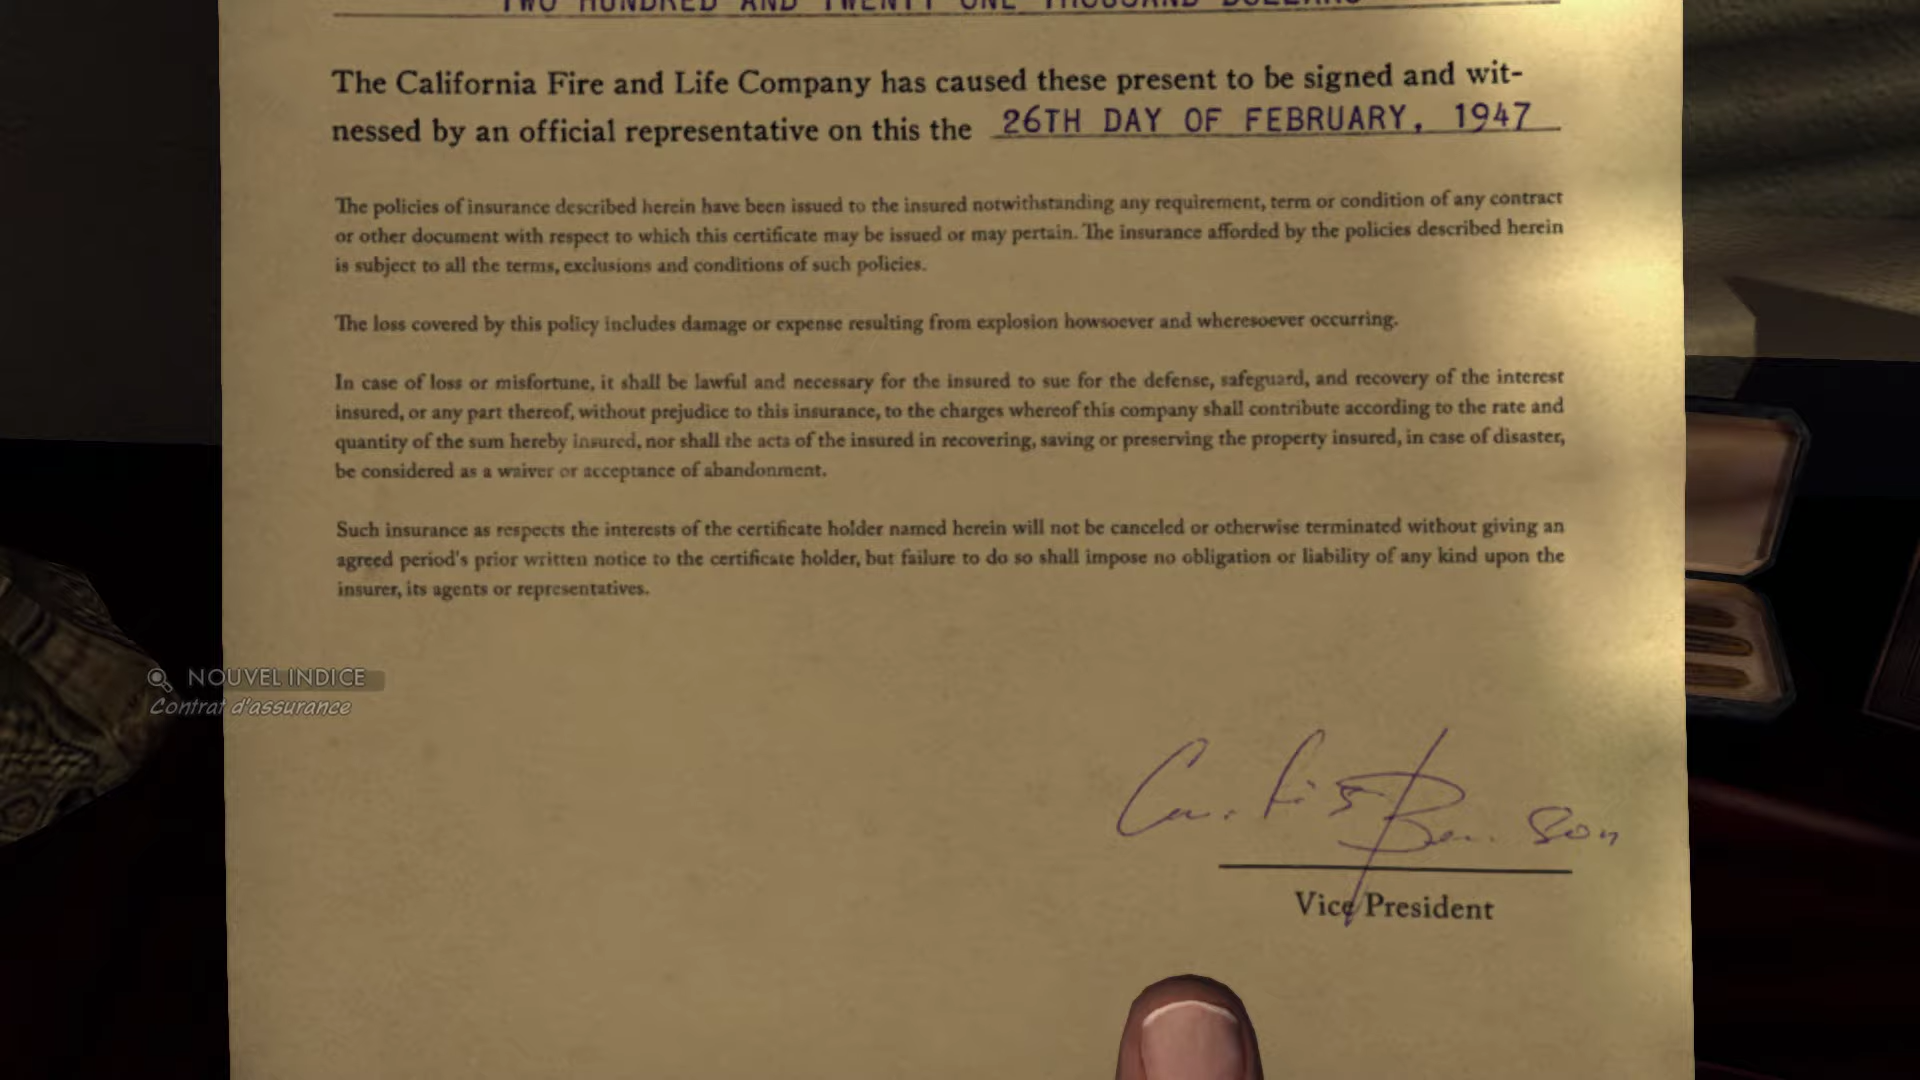 TWO HUNDRED AND TWENTY ONE THOUSAND DOLLARS
The California Fire and Life Company has caused these present to be signed and wit-
nessed by an official representative on this the 26TH DAY OF FEBRUARY, 1947
The policies of insurance described herein have been issued to the insured notwithstanding any requirement, term or condition of any contract
or other document with respect to which this certificate may be issued or may pertain. The insurance afforded by the policies described herein
is subject to all the terms, exclusions and conditions of such policies.
The loss covered by this policy includes damage or expense resulting from explosion howsoever and wheresoever occurring.
In case of loss or misfortune, it shall be lawful and necessary for the insured to sue for the defense, safeguard, and recovery of the interest
insured, or any part thereof, without prejudice to this insurance, to the charges whereof this company shall contribute according to the rate and
quantity of the sum hereby insured, nor shall the acts of the insured in recovering, saving or preserving the property insured, in case of disaster,
be considered as a waiver or acceptance of abandonment.
Such insurance as respects the interests of the certificate holder named herein will not be canceled or otherwise terminated without giving an
agreed period's prior written notice to the certificate holder, but failure to do so shall impose no obligation or liability of any kind upon the
insurer, its agents or representatives.
NOUVEL INDICE
Contrat d'assurance
Curtis Benson
Vice President